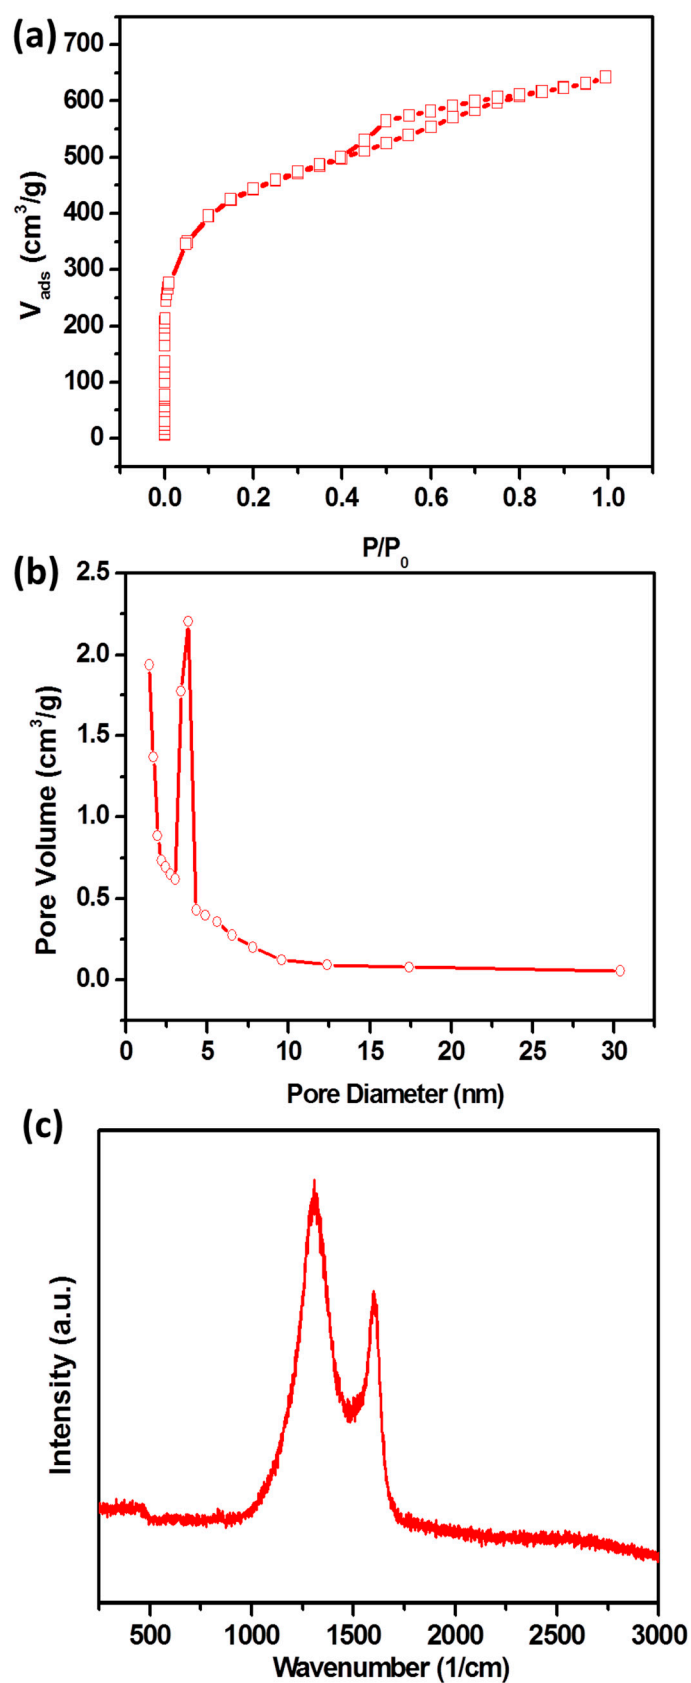 (a)
700
600
500
400
300
200
100
0
V_ads (cm³/g)
0.0 0.2 0.4 0.6 0.8 1.0
P/P₀
(b)
2.5
2.0
1.5
1.0
0.5
0.0
Pore Volume (cm³/g)
0 5 10 15 20 25 30
Pore Diameter (nm)
(c)
Intensity (a.u.)
500 1000 1500 2000 2500 3000
Wavenumber (1/cm)